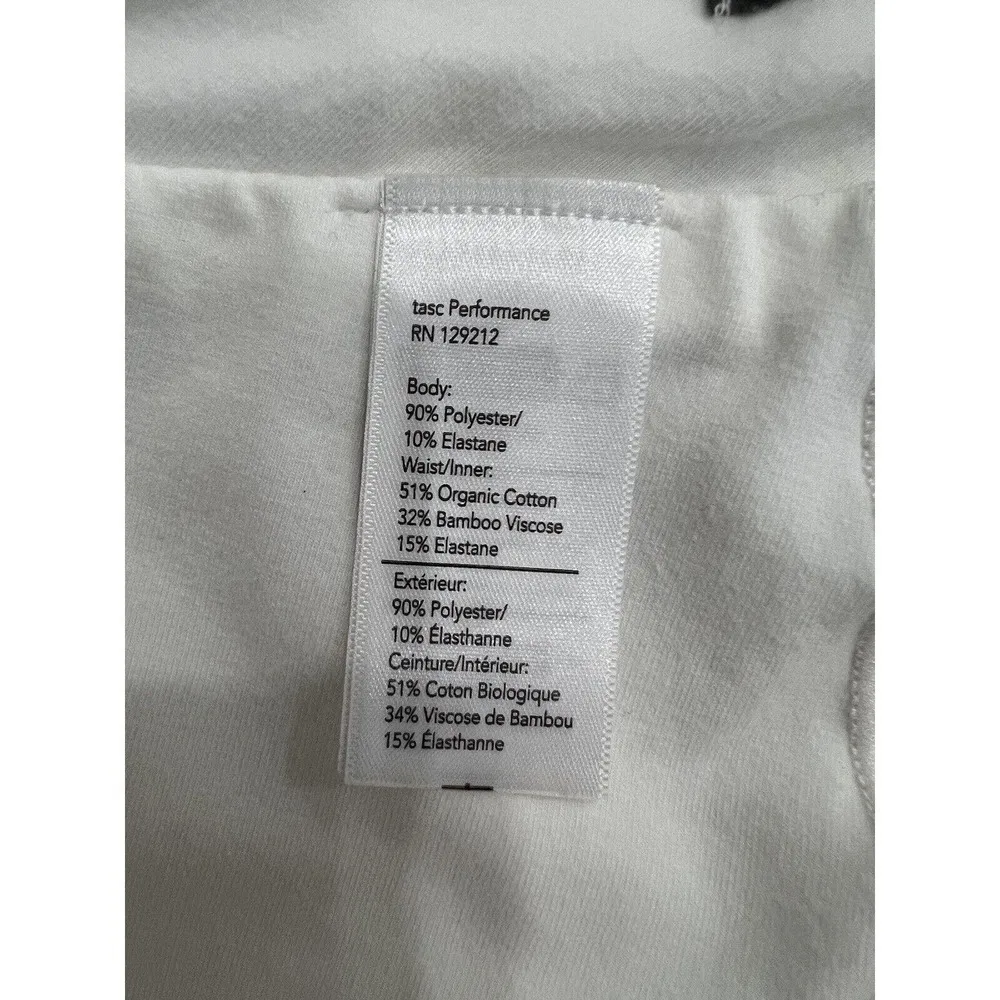 tasc Performance
RN 129212
Body:
90% Polyester/
10% Elastane
Waist/Inner:
51% Organic Cotton
32% Bamboo Viscose
15% Elastane
Extérieur:
90% Polyester/
10% Élasthanne
Ceinture/Intérieur:
51% Coton Biologique
34% Viscose de Bambou
15% Élasthanne